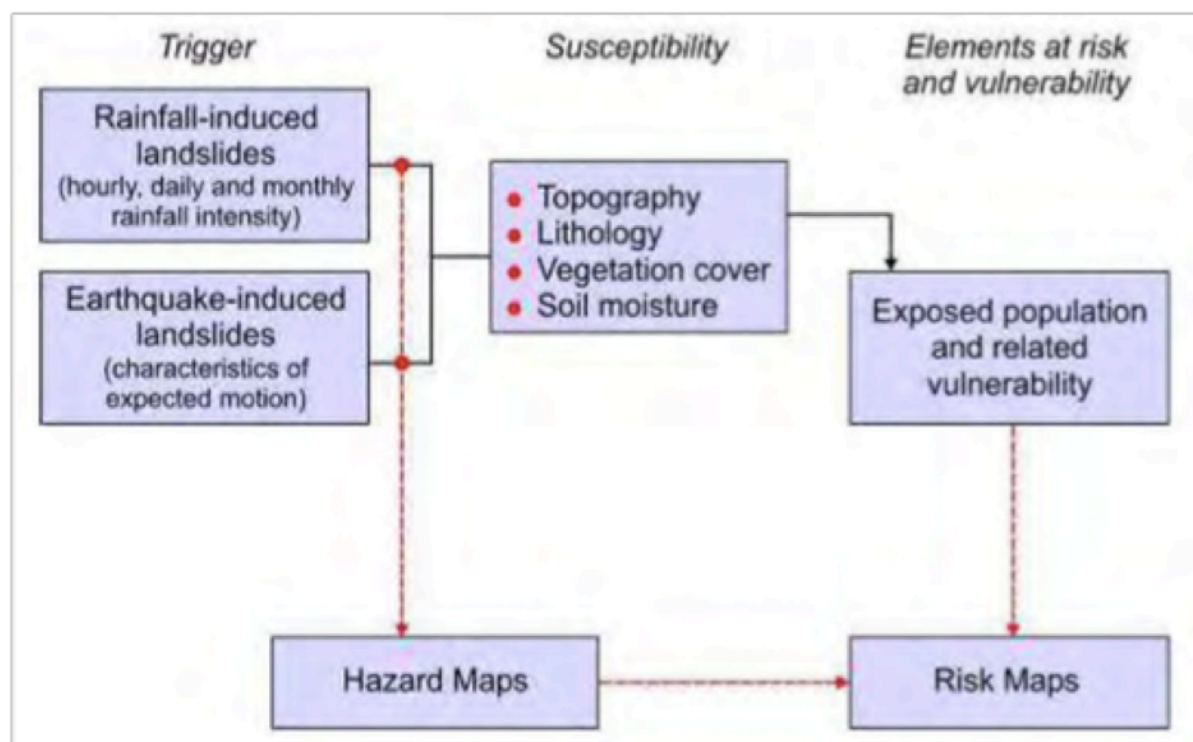 Trigger
Susceptibility
Elements at risk
and vulnerability
Rainfall-induced
landslides
(hourly, daily and monthly
rainfall intensity)
Earthquake-induced
landslides
(characteristics of
expected motion)
Topography
Lithology
Vegetation cover
Soil moisture
Exposed population
and related
vulnerability
Hazard Maps
Risk Maps